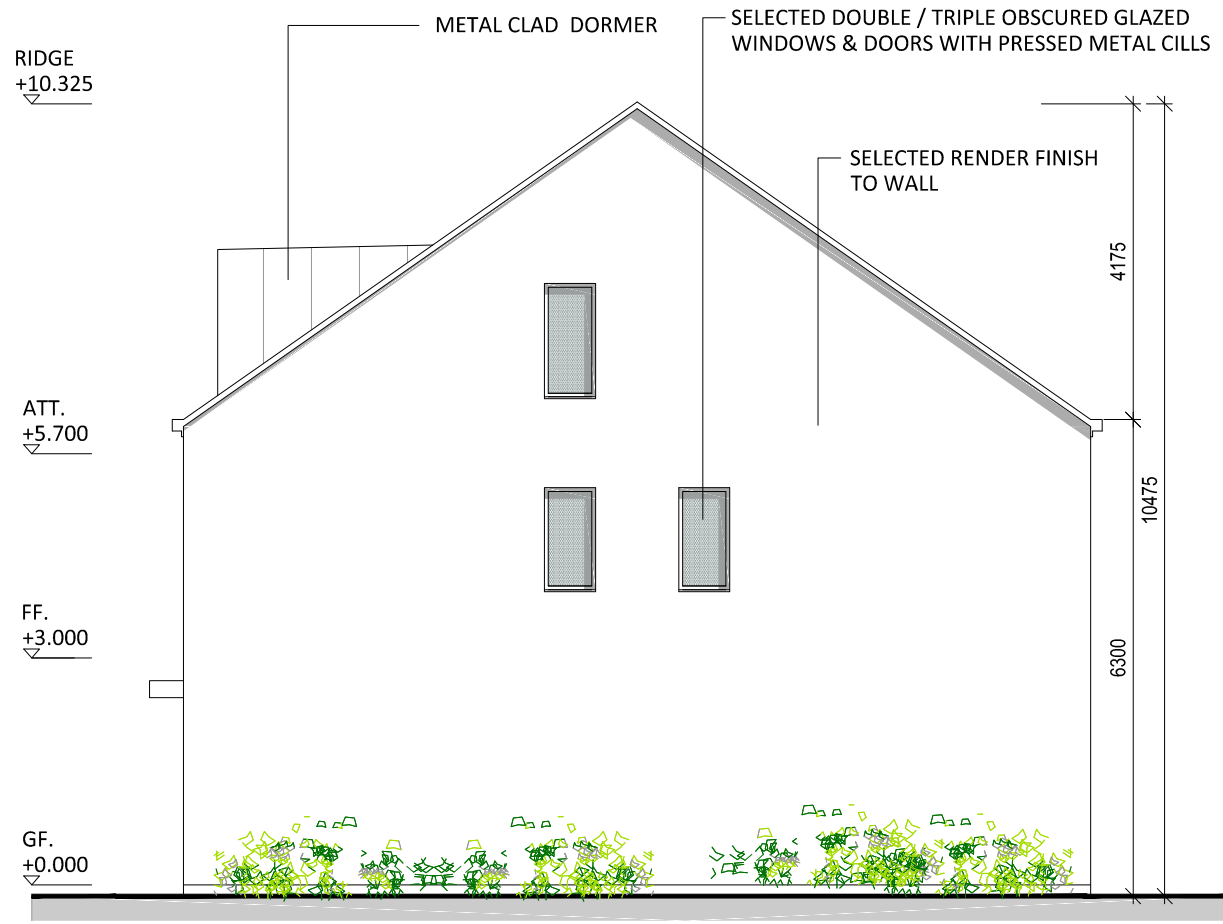 METAL CLAD DORMER
SELECTED DOUBLE / TRIPLE OBSCURED GLAZED
WINDOWS & DOORS WITH PRESSED METAL CILLS
RIDGE
+10.325
SELECTED RENDER FINISH
TO WALL
4175
ATT.
+5.700
10475
FF.
+3.000
6300
GF.
+0.000